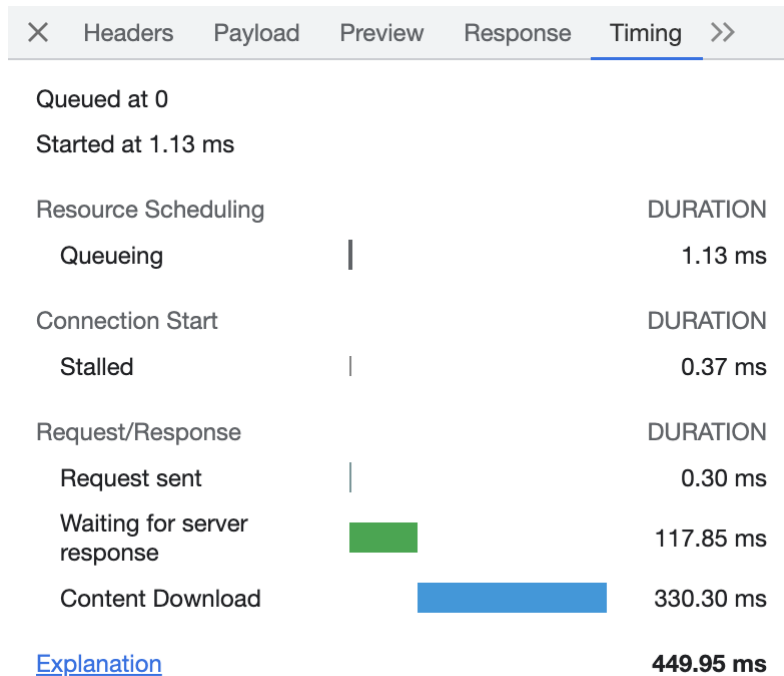 Headers Payload Preview Response Timing
Queued at 0
Started at 1.13 ms
Resource Scheduling DURATION
Queueing 1.13 ms
Connection Start DURATION
Stalled 0.37 ms
Request/Response DURATION
Request sent 0.30 ms
Waiting for server
response 117.85 ms
Content Download 330.30 ms
Explanation 449.95 ms